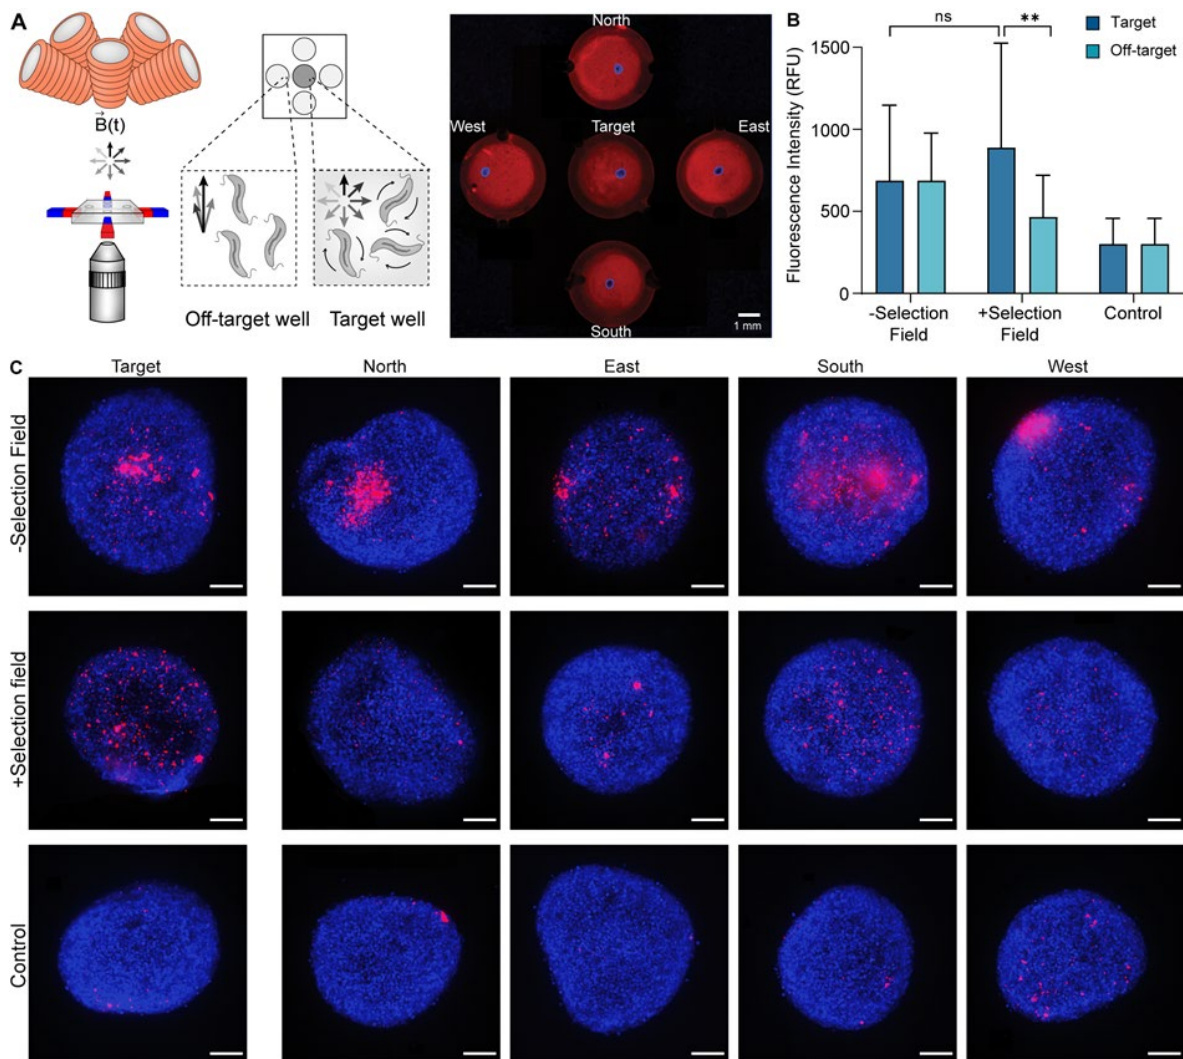 A
B(t)
Off-target well
Target well
North
West
Target
East
South
1 mm
B
ns
**
Target
Off-target
Fluorescence Intensity (RFU)
1500
1000
500
0
-Selection
Field
+Selection
Field
Control
C
Target
North
East
South
West
-Selection Field
+Selection field
Control